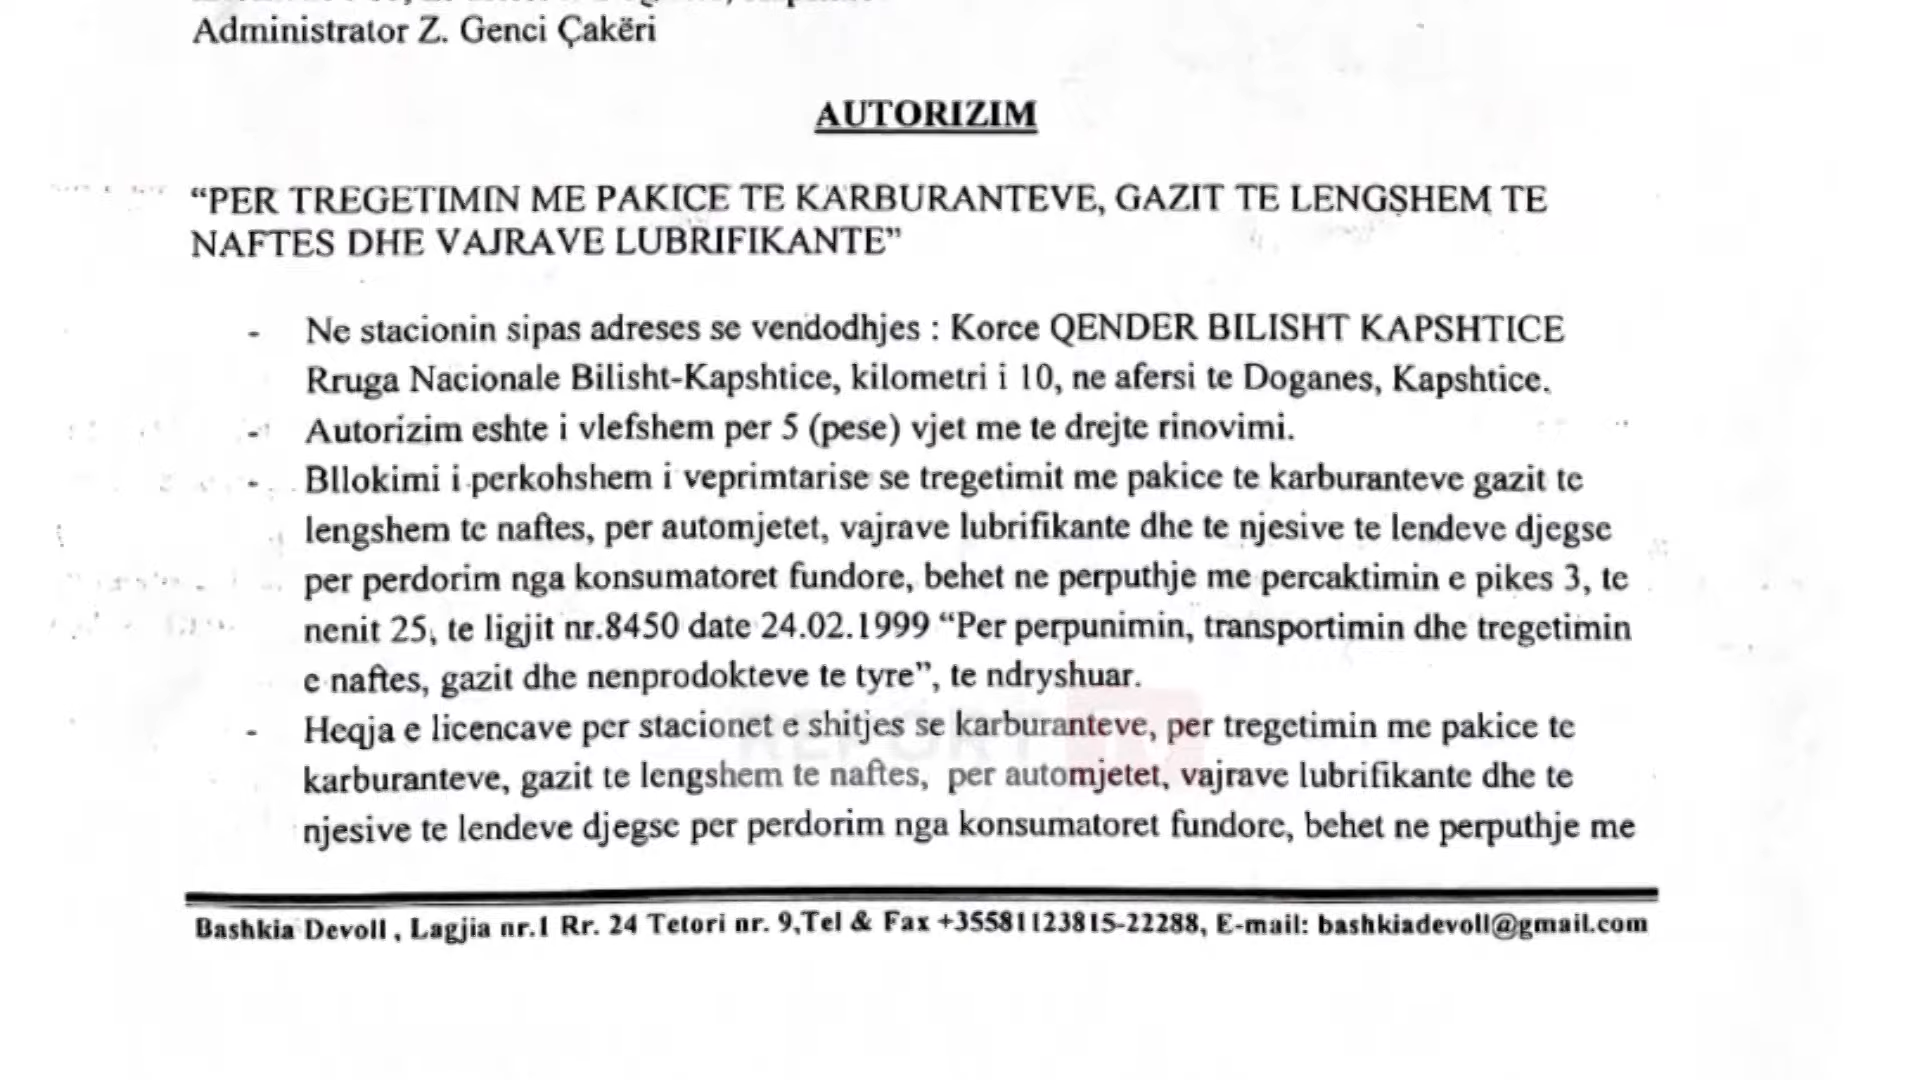 Administrator Z. Genci Çakëri
AUTORIZIM
“PER TREGETIMIN ME PAKICE TE KARBURANTEVE, GAZIT TE LENGSHEM TE
NAFTES DHE VAJRAVE LUBRIFIKANTE”
- Ne stacionin sipas adreses se vendodhjes : Korce QENDER BILISHT KAPSHTICE
Rruga Nacionale Bilisht-Kapshtice, kilometri i 10, ne afersi te Doganes, Kapshtice.
- Autorizim eshte i vlefshem per 5 (pese) vjet me te drejte rinovimi.
- Bllokimi i perkohshem i veprimtarise se tregetimit me pakice te karburanteve gazit te
lengshem te naftes, per automjetet, vajrave lubrifikante dhe te njesive te lendeve djegse
per perdorim nga konsumatoret fundore, behet ne perputhje me percaktimin e pikes 3, te
nenit 25, te ligjit nr.8450 date 24.02.1999 “Per perpunimin, transportimin dhe tregetimin
e naftes, gazit dhe nenprodokteve te tyre”, te ndryshuar.
- Heqja e licencave per stacionet e shitjes se karburanteve, per tregetimin me pakice te
karburanteve, gazit te lengshem te naftes, per automjetet, vajrave lubrifikante dhe te
njesive te lendeve djegse per perdorim nga konsumatoret fundore, behet ne perputhje me
REPORT
Bashkia Devoll , Lagjia nr.1 Rr. 24 Tetori nr. 9,Tel & Fax +35581123815-22288, E-mail: bashkiadevoll@gmail.com